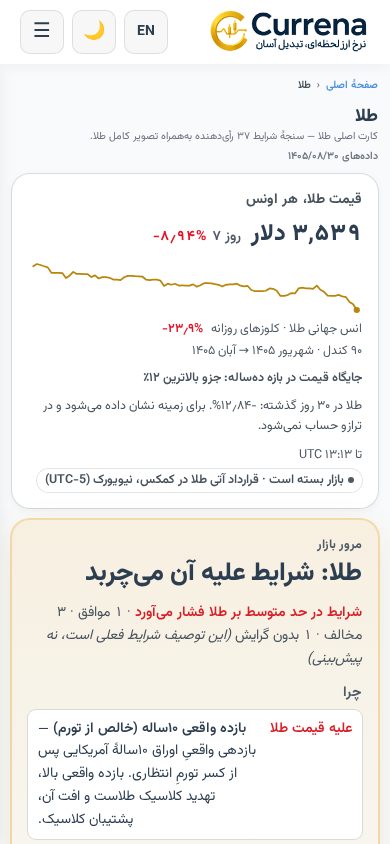 Currena
نرخ ارز لحظه‌ای، تبدیل آسان
EN
صفحهٔ اصلی › طلا
طلا
کارت اصلی طلا — سنجهٔ شرایط ۳۷ رأی‌دهنده به‌همراه تصویر کامل طلا.
داده‌های ۱۴۰۵/۰۸/۳۰
قیمت طلا، هر اونس
۳,۵۳۹ دلار ‎-۸٫۹۴% ۷ روز
انس جهانی طلا · کلوزهای روزانه ‎-۲۳٫۹%
۹۰ کندل · شهریور ۱۴۰۵ → آبان ۱۴۰۵
جایگاه قیمت در بازه ده‌ساله: جزو بالاترین ۱۲٪
طلا در ۳۰ روز گذشته: ‎-۱۲٫۸۴%. برای زمینه نشان داده می‌شود و در
ترازو حساب نمی‌شود.
تا ۱۳:۱۳ UTC
● بازار بسته است · قرارداد آتی طلا در کمکس، نیویورک (UTC-5)
مرور بازار
طلا: شرایط علیه آن می‌چربد
شرایط در حد متوسط بر طلا فشار می‌آورد · ۱ موافق · ۳
مخالف · ۱ بدون گرایش (این توصیف شرایط فعلی است، نه
پیش‌بینی)
چرا
علیه قیمت طلا بازده واقعی ۱۰ساله (خالص از تورم) —
بازدهی واقعیِ اوراق ۱۰سالهٔ آمریکایی پس
از کسر تورمِ انتظاری. بازده واقعی بالا،
تهدید کلاسیک طلاست و افت آن،
پشتیبان کلاسیک.